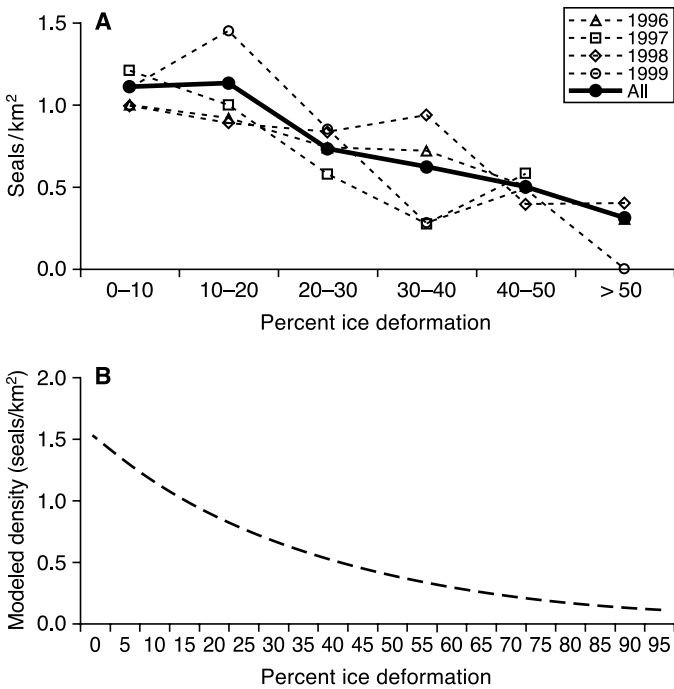 A
1996
1997
1998
1999
All
Seals/km²
1.5
1.0
0.5
0.0
0–10 10–20 20–30 30–40 40–50 > 50
Percent ice deformation
B
Modeled density (seals/km²)
2.0
1.5
1.0
0.5
0.0
0 5 10 15 20 25 30 35 40 45 50 55 60 65 70 75 80 85 90 95
Percent ice deformation